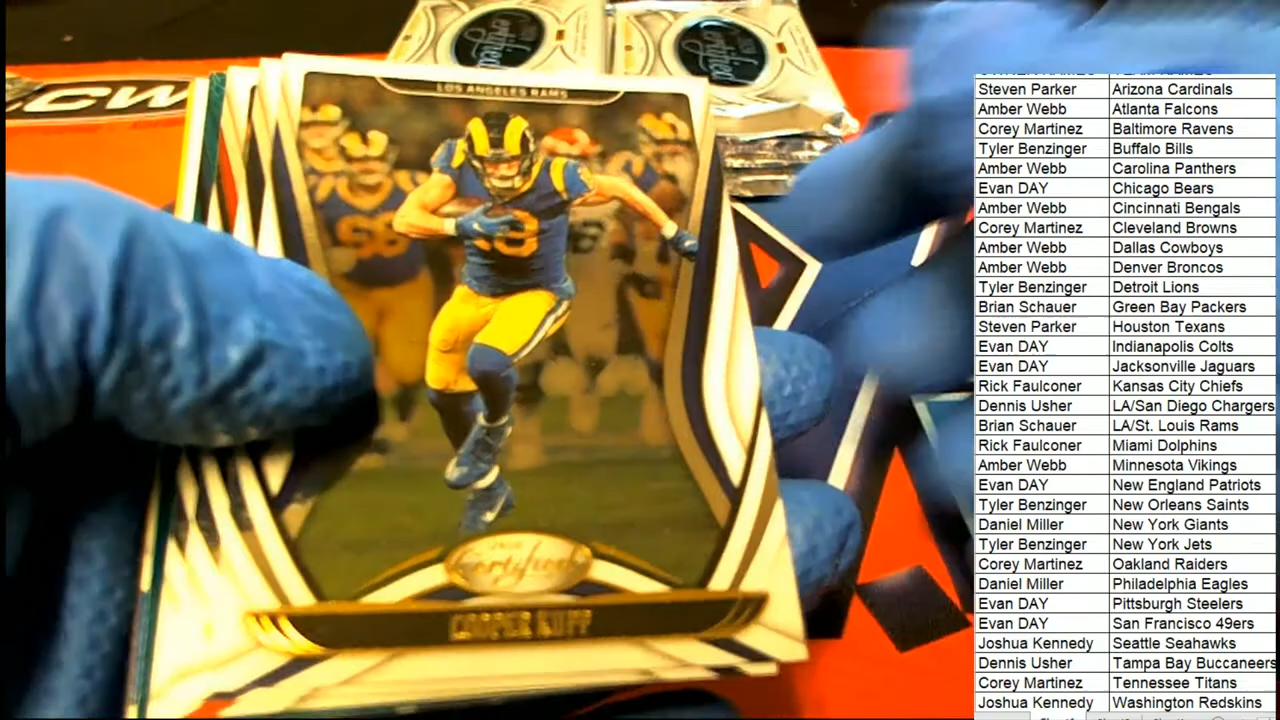 Certified
Certified
CW
LOS ANGELES RAMS
Certified
COOPER KUPP
Steven Parker Arizona Cardinals
Amber Webb Atlanta Falcons
Corey Martinez Baltimore Ravens
Tyler Benzinger Buffalo Bills
Amber Webb Carolina Panthers
Evan DAY Chicago Bears
Amber Webb Cincinnati Bengals
Corey Martinez Cleveland Browns
Amber Webb Dallas Cowboys
Amber Webb Denver Broncos
Tyler Benzinger Detroit Lions
Brian Schauer Green Bay Packers
Steven Parker Houston Texans
Evan DAY Indianapolis Colts
Evan DAY Jacksonville Jaguars
Rick Faulconer Kansas City Chiefs
Dennis Usher LA/San Diego Chargers
Brian Schauer LA/St. Louis Rams
Rick Faulconer Miami Dolphins
Amber Webb Minnesota Vikings
Evan DAY New England Patriots
Tyler Benzinger New Orleans Saints
Daniel Miller New York Giants
Tyler Benzinger New York Jets
Corey Martinez Oakland Raiders
Daniel Miller Philadelphia Eagles
Evan DAY Pittsburgh Steelers
Evan DAY San Francisco 49ers
Joshua Kennedy Seattle Seahawks
Dennis Usher Tampa Bay Buccaneers
Corey Martinez Tennessee Titans
Joshua Kennedy Washington Redskins